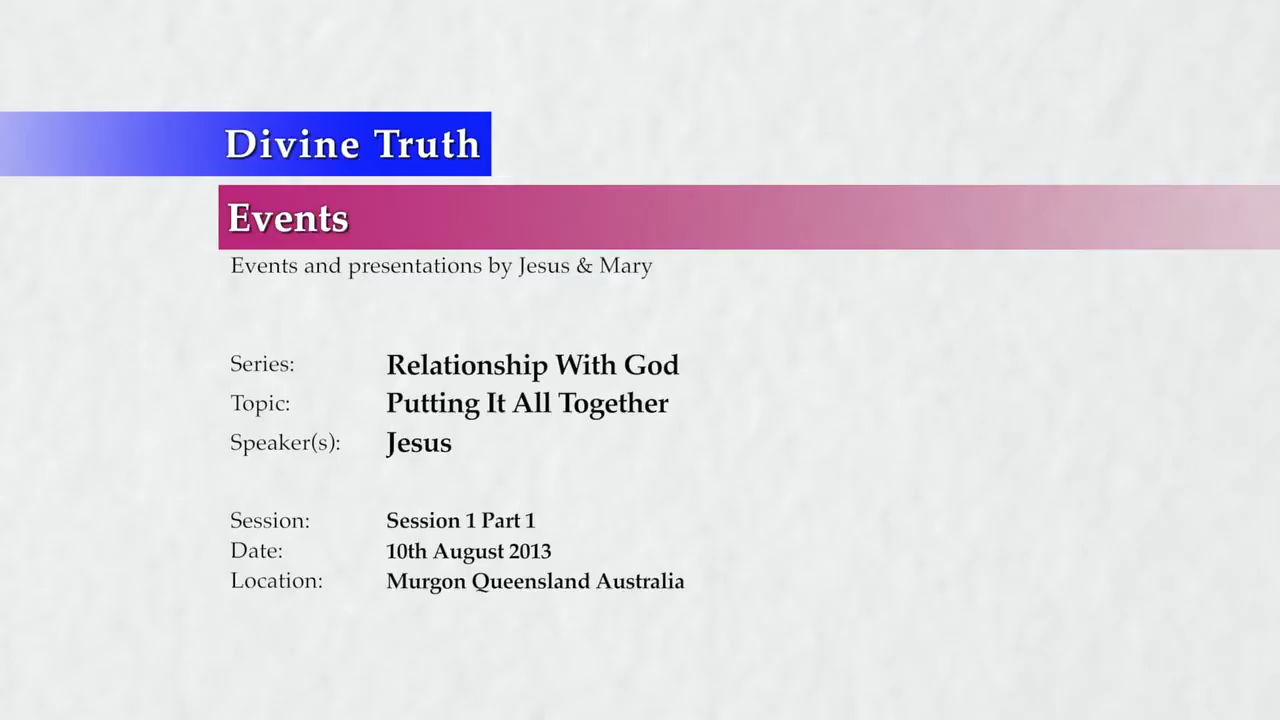 Divine Truth
Events
Events and presentations by Jesus & Mary
Series: Relationship With God
Topic: Putting It All Together
Speaker(s): Jesus
Session: Session 1 Part 1
Date: 10th August 2013
Location: Murgon Queensland Australia